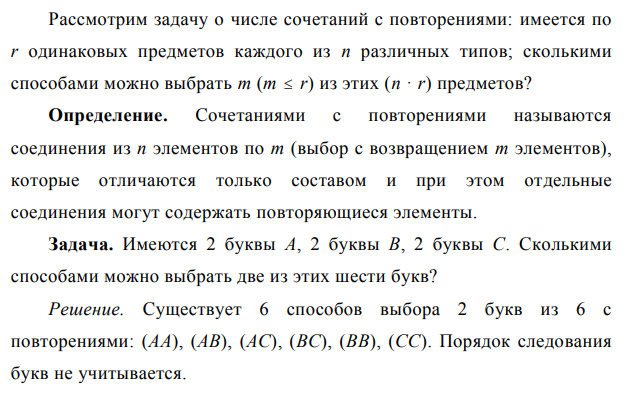 Рассмотрим задачу о числе сочетаний с повторениями: имеется по
r одинаковых предметов каждого из n различных типов; сколькими
способами можно выбрать m (m ≤ r) из этих (n · r) предметов?
Определение. Сочетаниями с повторениями называются
соединения из n элементов по m (выбор с возвращением m элементов),
которые отличаются только составом и при этом отдельные
соединения могут содержать повторяющиеся элементы.
Задача. Имеются 2 буквы A, 2 буквы B, 2 буквы C. Сколькими
способами можно выбрать две из этих шести букв?
Решение. Существует 6 способов выбора 2 букв из 6 с
повторениями: (AA), (AB), (AC), (BC), (BB), (CC). Порядок следования
букв не учитывается.